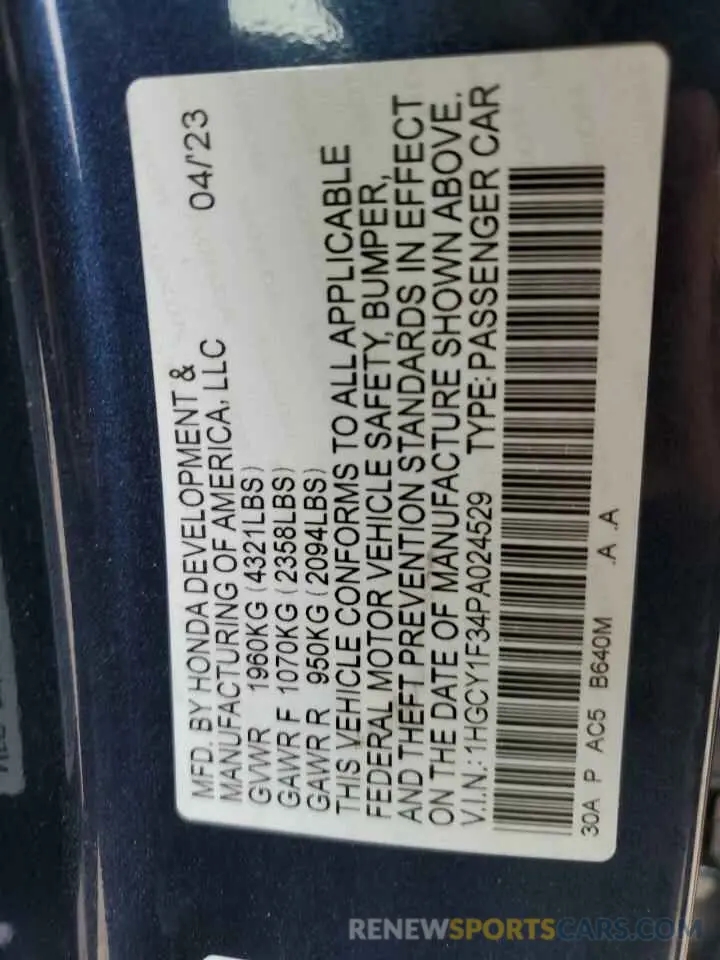 MFD. BY HONDA DEVELOPMENT & 04/'23
MANUFACTURING OF AMERICA, LLC
GVWR 1960KG (4321LBS)
GAWR F 1070KG (2358LBS)
GAWR R 950KG (2094LBS)
THIS VEHICLE CONFORMS TO ALL APPLICABLE
FEDERAL MOTOR VEHICLE SAFETY, BUMPER,
AND THEFT PREVENTION STANDARDS IN EFFECT
ON THE DATE OF MANUFACTURE SHOWN ABOVE.
V.I.N.: 1HGCY1F34PA024529 TYPE: PASSENGER CAR
30A P AC5 B640M .A .A
RENEWSPORTSCARS.COM